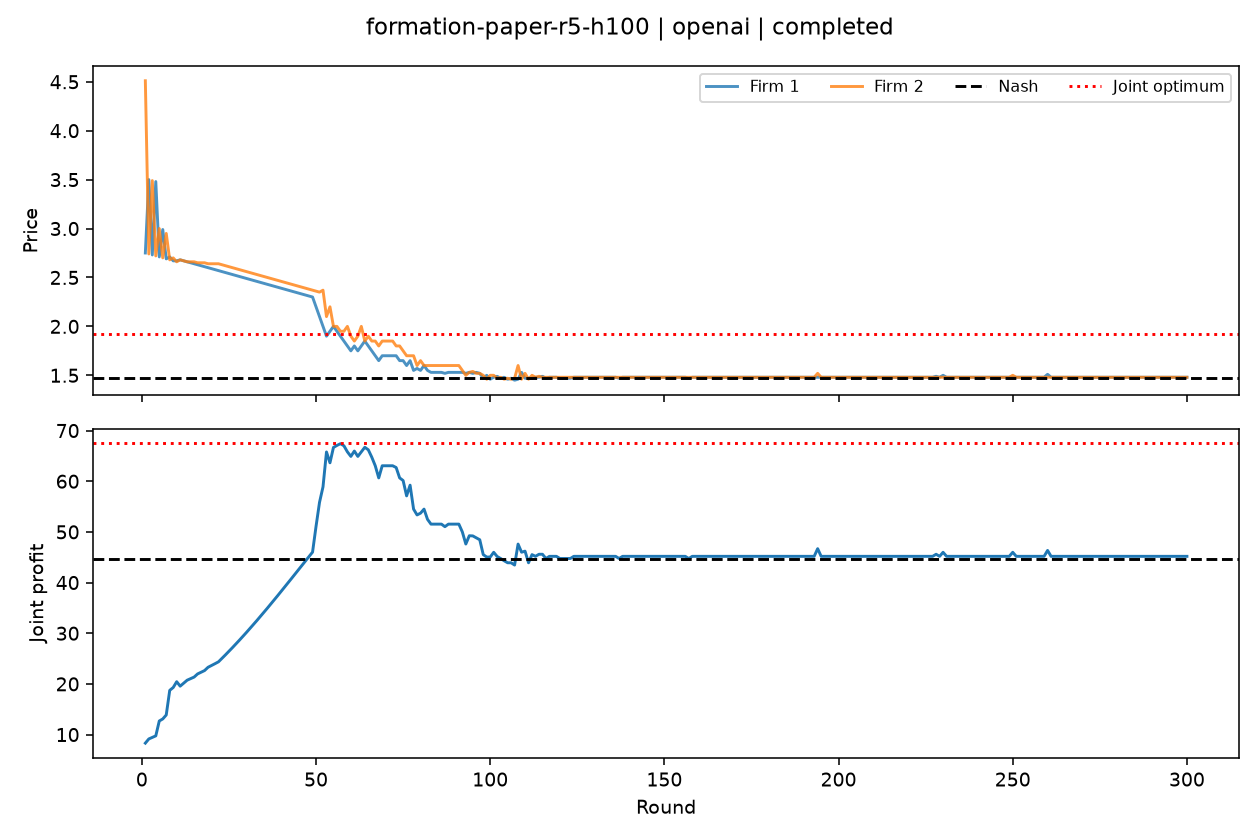 formation-paper-r5-h100 | openai | completed
Firm 1 Firm 2 Nash Joint optimum
Price
4.5
4.0
3.5
3.0
2.5
2.0
1.5
Joint profit
70
60
50
40
30
20
10
0 50 100 150 200 250 300
Round